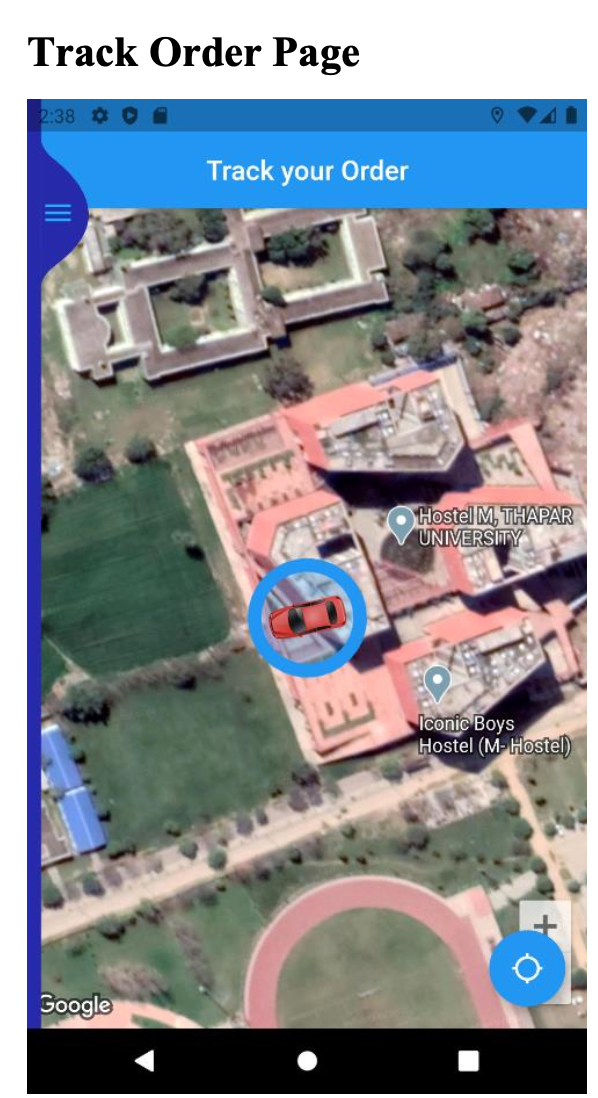 Track Order Page
2:38
Track your Order
Hostel M, THAPAR
UNIVERSITY
Iconic Boys
Hostel (M- Hostel)
+
Google